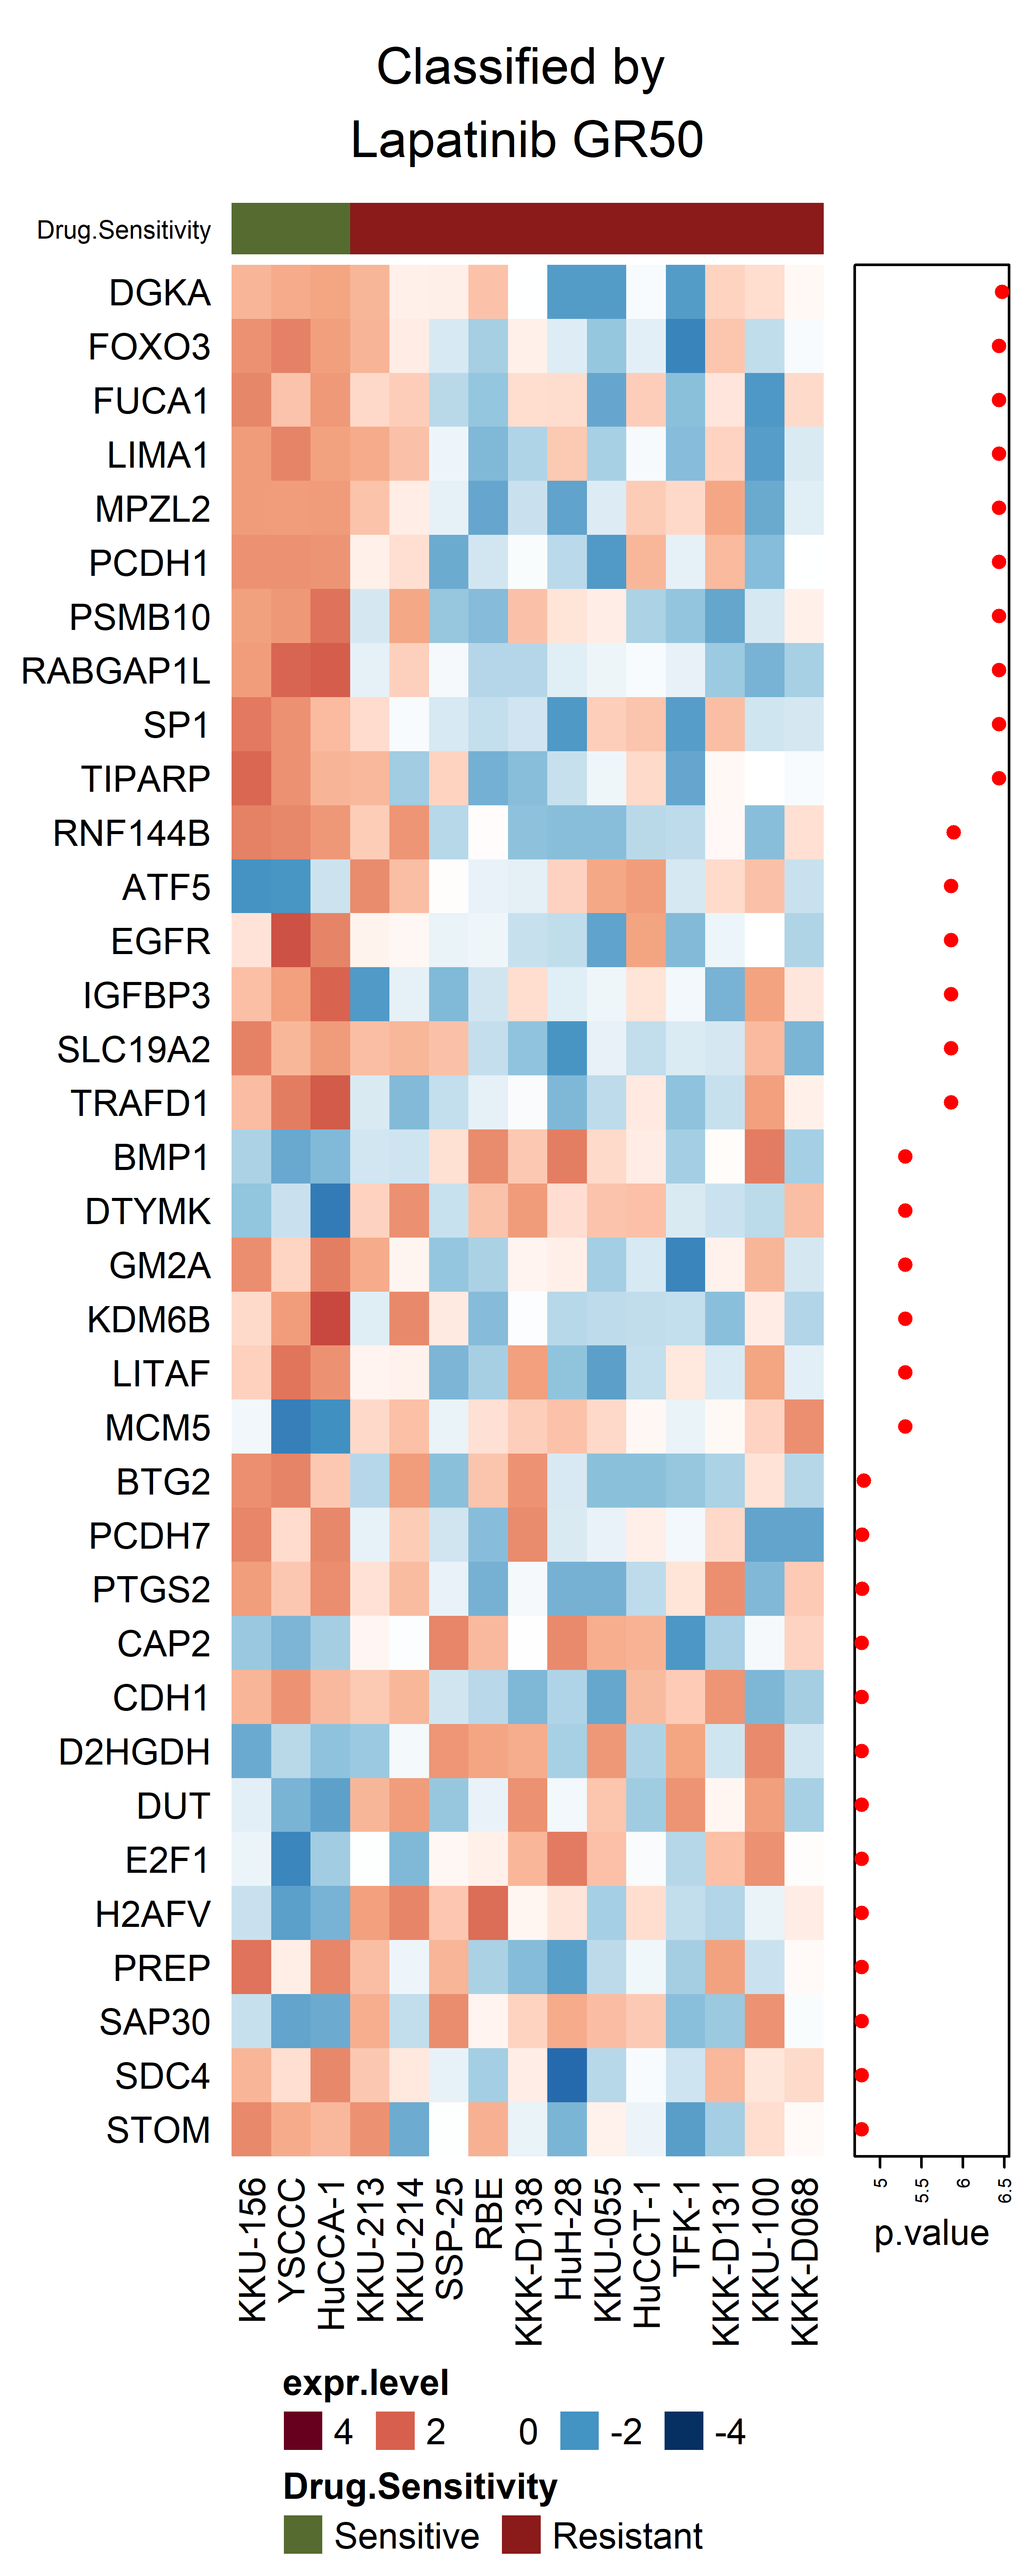 Classified by
Lapatinib GR50
Drug.Sensitivity
DGKA
FOXO3
FUCA1
LIMA1
MPZL2
PCDH1
PSMB10
RABGAP1L
SP1
TIPARP
RNF144B
ATF5
EGFR
IGFBP3
SLC19A2
TRAFD1
BMP1
DTYMK
GM2A
KDM6B
LITAF
MCM5
BTG2
PCDH7
PTGS2
CAP2
CDH1
D2HGDH
DUT
E2F1
H2AFV
PREP
SAP30
SDC4
STOM
KKU-156
YSCCC
HuCCA-1
KKU-213
KKU-214
SSP-25
RBE
KKK-D138
HuH-28
KKU-055
HuCCT-1
TFK-1
KKK-D131
KKU-100
KKK-D068
5
5.5
6
6.5
p.value
expr.level
4 2 0 -2 -4
Drug.Sensitivity
Sensitive Resistant